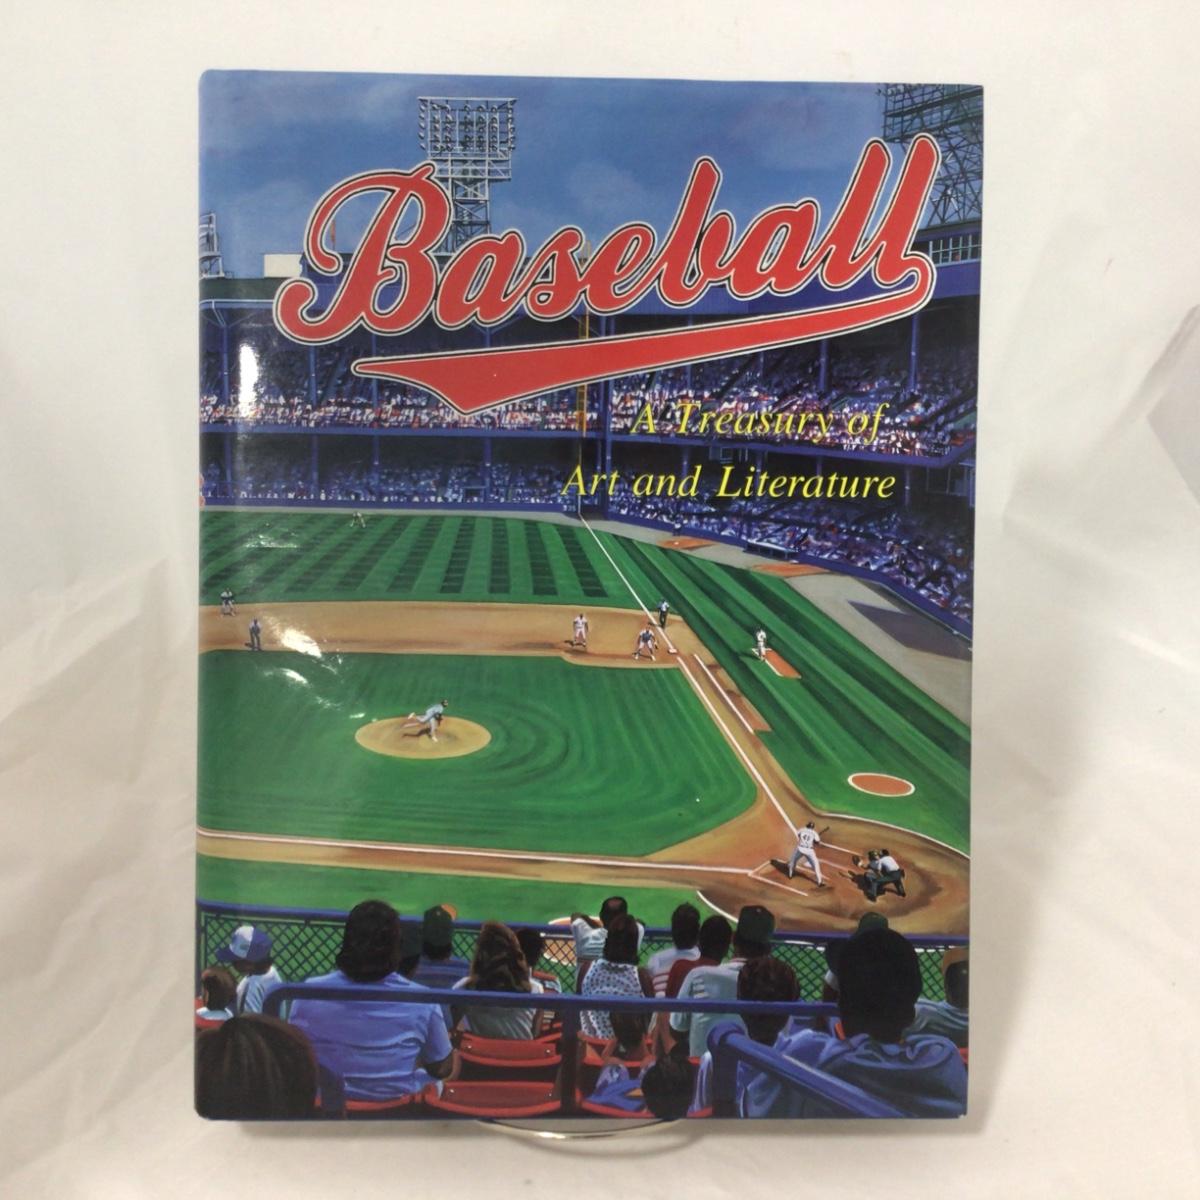 Baseball
A Treasury of
Art and Literature